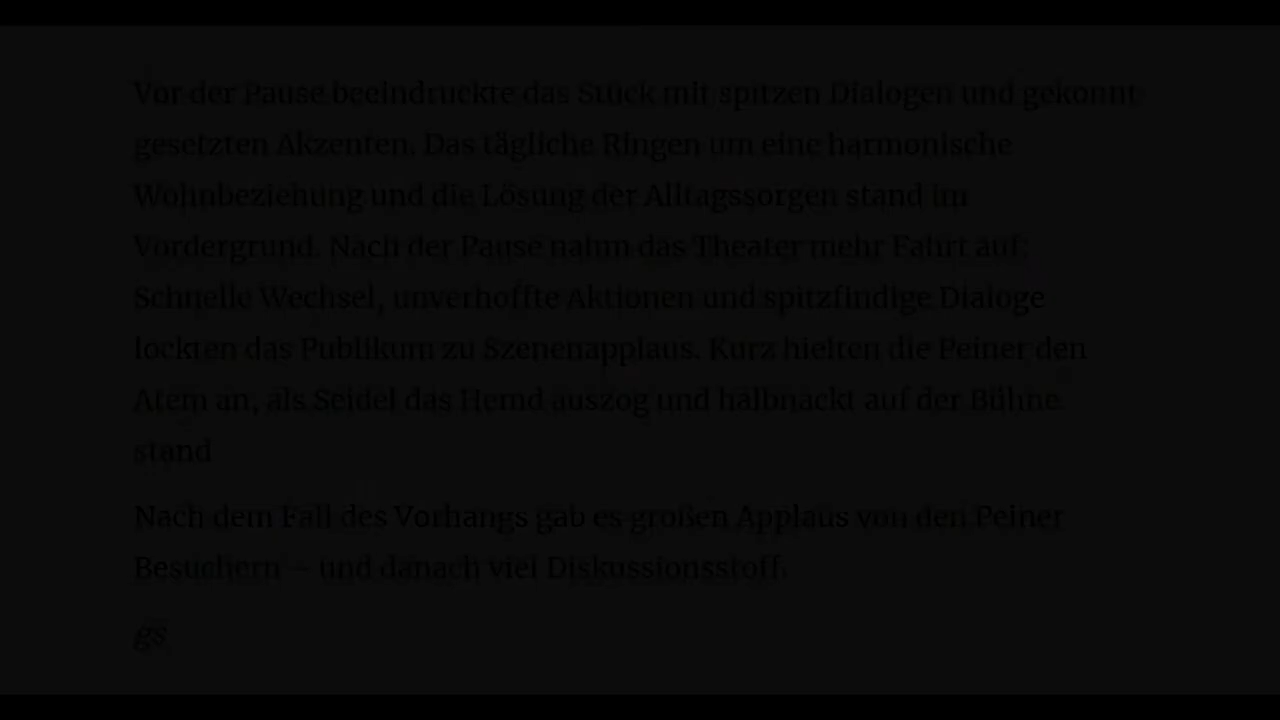 Vor der Pause beeindruckte das Stück mit spitzen Dialogen und gekonnt
gesetzten Akzenten. Das tägliche Ringen um eine harmonische
Wohnbeziehung und die Lösung der Alltagssorgen stand im
Vordergrund. Nach der Pause nahm das Theater mehr Fahrt auf:
Schnelle Wechsel, unverhoffte Aktionen und spitzfindige Dialoge
lockten das Publikum zu Szenenapplaus. Kurz hielten die Peiner den
Atem an, als Seidel das Hemd auszog und halbnackt auf der Bühne
stand
Nach dem Fall des Vorhangs gab es großen Applaus von den Peiner
Besuchern – und danach viel Diskussionsstoff.
gs